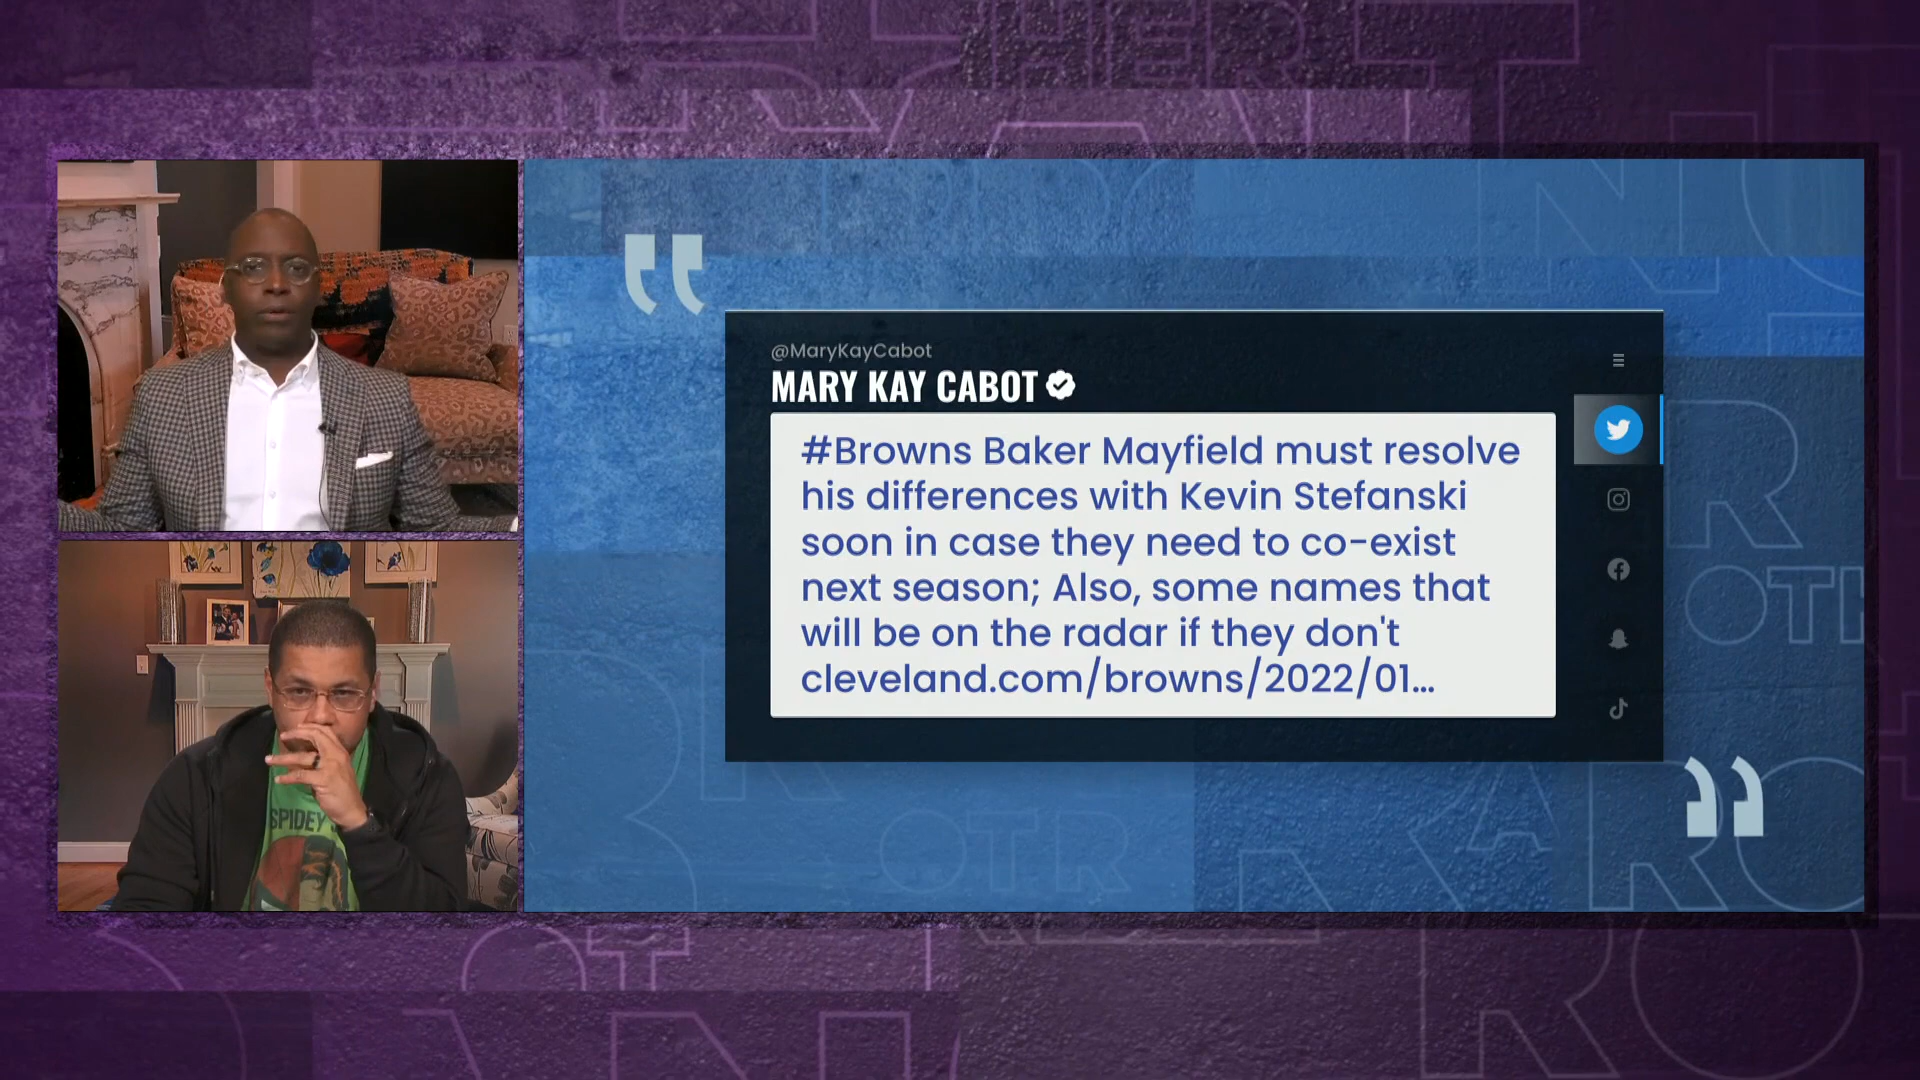 @MaryKayCabot
MARY KAY CABOT
#Browns Baker Mayfield must resolve
his differences with Kevin Stefanski
soon in case they need to co-exist
next season; Also, some names that
will be on the radar if they don't
cleveland.com/browns/2022/01...
SPIDEY
OTR
OTH